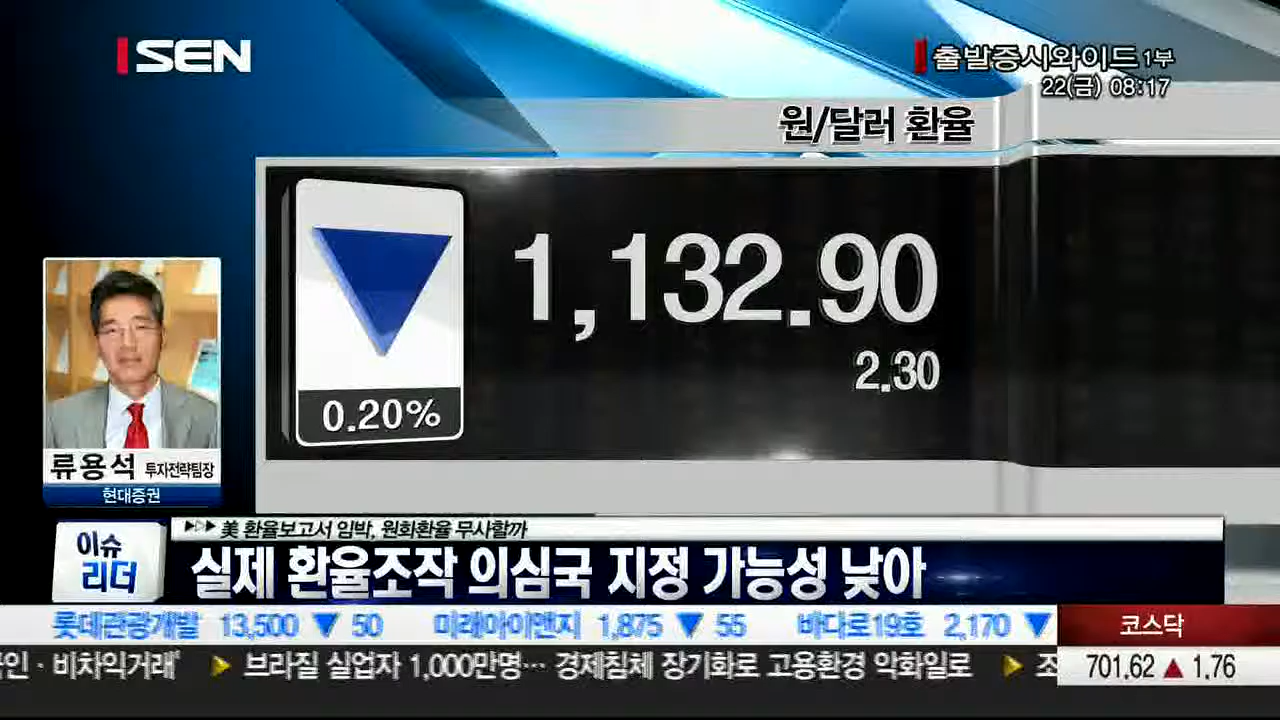 SEN
출발증시와이드 1부
22(금) 08:17
원/달러 환율
1,132.90
2.30
0.20%
류용석 투자전략팀장
현대증권
이슈 리더
美 환율보고서 임박, 원화환율 무사할까
실제 환율조작 의심국 지정 가능성 낮아
롯데관광개발 13,500 ▼ 50 미래아이앤지 1,875 ▼ 55 바다로19호 2,170 ▼
코스닥
인·비차익거래' ▶ 브라질 실업자 1,000만명… 경제침체 장기화로 고용환경 악화일로 ▶
701.62 ▲ 1.76